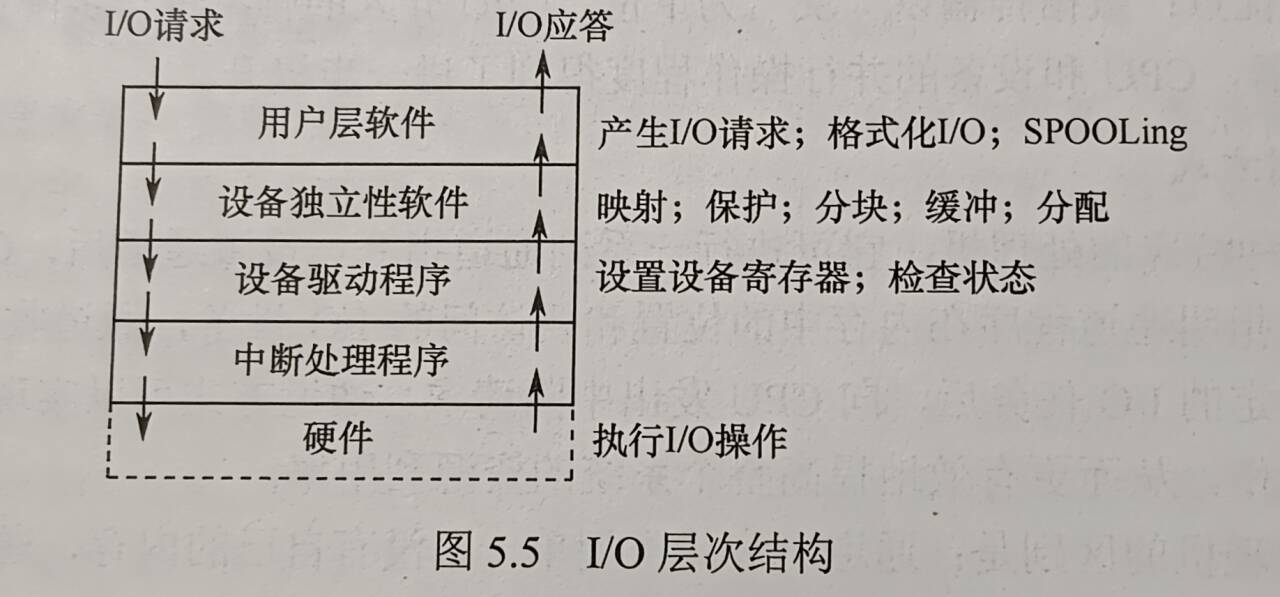 I/O请求 I/O应答
用户层软件 产生I/O请求；格式化I/O；SPOOLing
设备独立性软件 映射；保护；分块；缓冲；分配
设备驱动程序 设置设备寄存器；检查状态
中断处理程序
硬件 执行I/O操作
图 5.5 I/O 层次结构